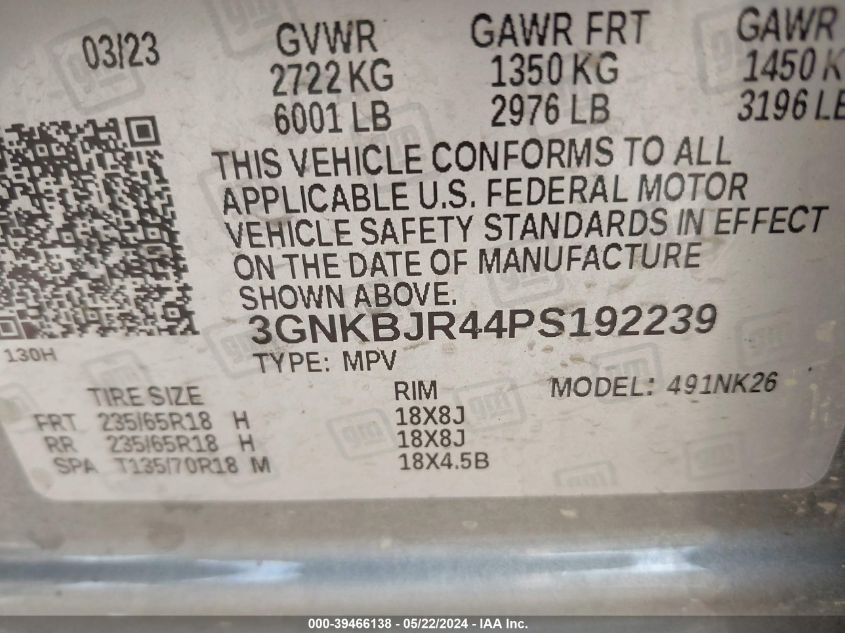 03/23 GVWR GAWR FRT GAWR
2722 KG 1350 KG 1450 K
6001 LB 2976 LB 3196 LB
THIS VEHICLE CONFORMS TO ALL
APPLICABLE U.S. FEDERAL MOTOR
VEHICLE SAFETY STANDARDS IN EFFECT
ON THE DATE OF MANUFACTURE
SHOWN ABOVE.
3GNKBJR44PS192239
130H
TYPE: MPV
TIRE SIZE RIM MODEL: 491NK26
FRT 235/65R18 H 18X8J
RR 235/65R18 H 18X8J
SPA T135/70R18 M 18X4.5B
gm
000-39466138 - 05/22/2024 - IAA Inc.